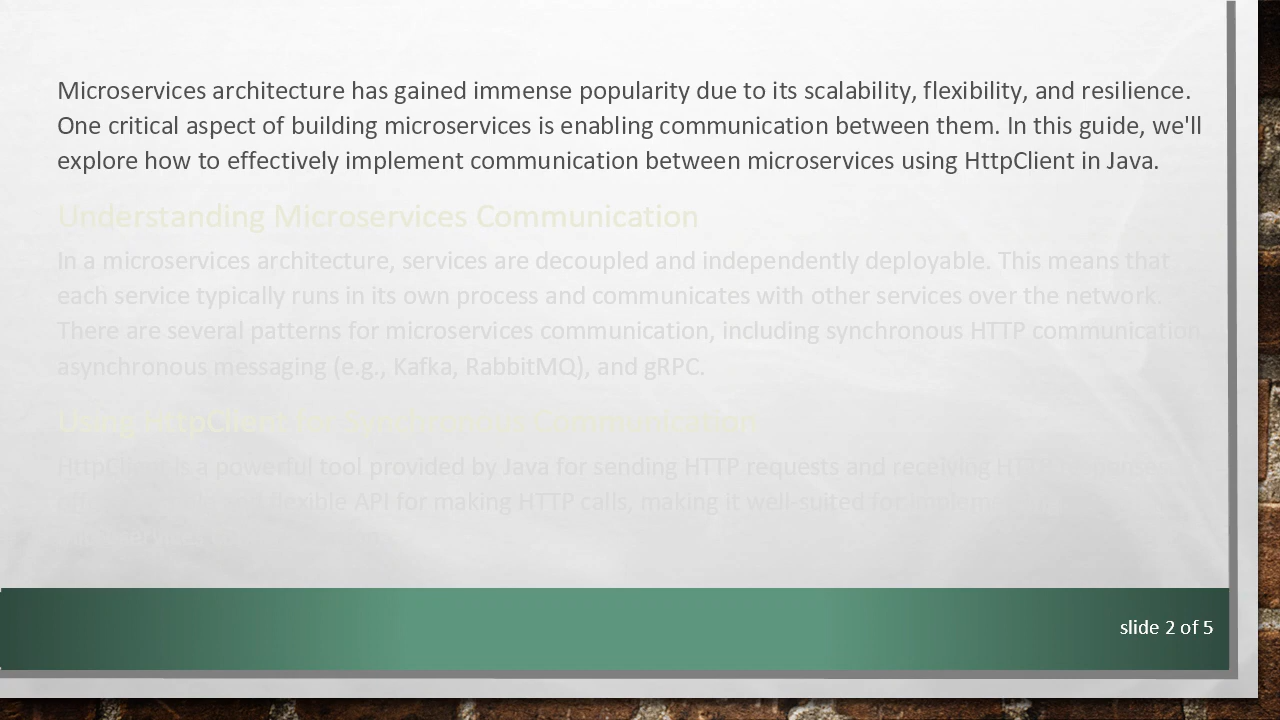 Microservices architecture has gained immense popularity due to its scalability, flexibility, and resilience.
One critical aspect of building microservices is enabling communication between them. In this guide, we'll
explore how to effectively implement communication between microservices using HttpClient in Java.
Understanding Microservices Communication
In a microservices architecture, services are decoupled and independently deployable. This means that
each service typically runs in its own process and communicates with other services over the network.
There are several patterns for microservices communication, including synchronous HTTP communication,
asynchronous messaging (e.g., Kafka, RabbitMQ), and gRPC.
Using HttpClient for Synchronous Communication
HttpClient is a powerful tool provided by Java for sending HTTP requests and receiving HTTP
flexible API for making HTTP calls, making it well-suited for
slide 2 of 5